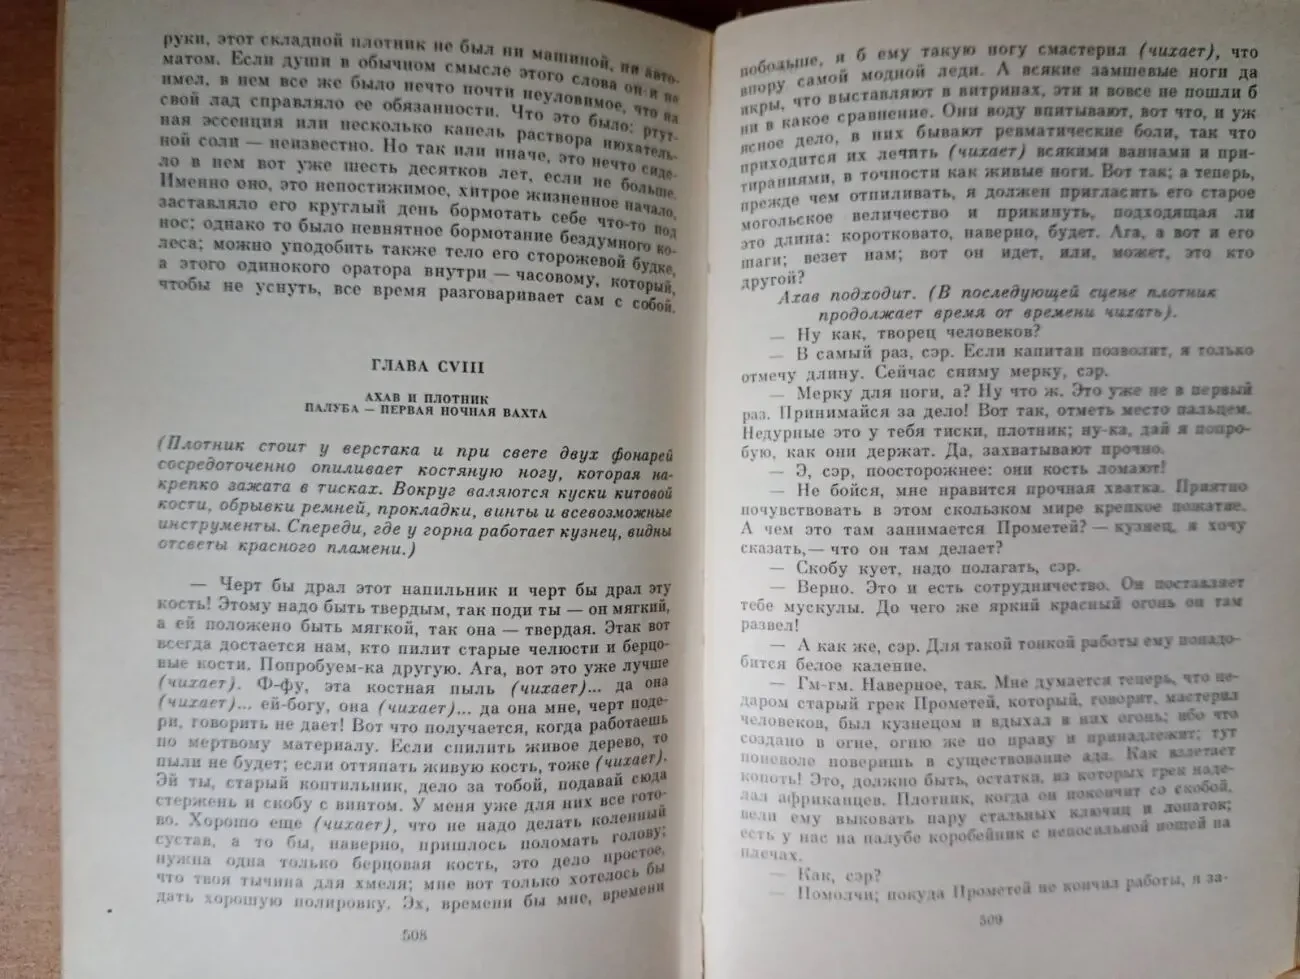 руки, этот складной плотник не был ни машиной, ни авто-
матом. Если души в обычном смысле этого слова он и не
имел, в нем все же было нечто почти неуловимое, что на
свой лад справляло ее обязанности. Что это было: ртут-
ная эссенция или несколько капель раствора нюхатель-
ной соли — неизвестно. Но так или иначе, это нечто сиде-
ло в нем вот уже шесть десятков лет, если не больше.
Именно оно, это непостижимое, хитрое жизненное начало,
заставляло его круглый день бормотать себе что-то под
нос; однако то было невнятное бормотание бездумного ко-
леса; можно уподобить также тело его сторожевой будке,
а этого одинокого оратора внутри — часовому, который,
чтобы не уснуть, все время разговаривает сам с собой.
ГЛАВА CVIII
АХАВ И ПЛОТНИК
ПАЛУБА — ПЕРВАЯ НОЧНАЯ ВАХТА
(Плотник стоит у верстака и при свете двух фонарей
сосредоточенно опиливает костяную ногу, которая на-
крепко зажата в тисках. Вокруг валяются куски китовой
кости, обрывки ремней, прокладки, винты и всевозможные
инструменты. Спереди, где у горна работает кузнец, видны
отсветы красного пламени.)
— Черт бы драл этот напильник и черт бы драл эту
кость! Этому надо быть твердым, так поди ты — он мягкий,
а ей положено быть мягкой, так она — твердая. Этак вот
всегда достается нам, кто пилит старые челюсти и берцо-
вые кости. Попробуем-ка другую. Ага, вот это уже лучше
(чихает). Ф-фу, эта костная пыль (чихает)... да она
(чихает)... ей-богу, она (чихает)... да она мне, черт подe-
ри, говорить не дает! Вот что получается, когда работаешь
по мертвому материалу. Если спилить живое дерево, то
пыли не будет; если оттяпать живую кость, тоже (чихает).
Эй ты, старый коптильник, дело за тобой, подавай сюда
стержень и скобу с винтом. У меня уже для них все гото-
во. Хорошо еще (чихает), что не надо делать коленный
сустав, а то бы, наверно, пришлось поломать голову;
нужна одна только берцовая кость, это дело простое,
что твоя тычина для хмеля; мне вот только хотелось бы
дать хорошую полировку. Эх, времени бы мне, времени
508
побольше, я б ему такую ногу смастерил (чихает), что
впору самой модной леди. А всякие замшевые ноги да
икры, что выставляют в витринах, эти и вовсе не пошли б
ни в какое сравнение. Они воду впитывают, вот что, и уж
ясное дело, в них бывают ревматические боли, так что
приходится их лечить (чихает) всякими ваннами и при-
тираниями, в точности как живые ноги. Вот так; а теперь,
прежде чем отпиливать, я должен пригласить его старое
могольское величество и прикинуть, подходящая ли
это длина: коротковато, наверно, будет. Ага, а вот и его
шаги; везет нам; вот он идет, или, может, это кто
другой?
Ахав подходит. (В последующей сцене плотник
продолжает время от времени чихать).
— Ну как, творец человеков?
— В самый раз, сэр. Если капитан позволит, я только
отмечу длину. Сейчас сниму мерку, сэр.
— Мерку для ноги, а? Ну что ж. Это уже не в первый
раз. Принимайся за дело! Вот так, отметь место пальцем.
Недурные это у тебя тиски, плотник; ну-ка, дай я попро-
бую, как они держат. Да, захватывают прочно.
— Э, сэр, поосторожнее: они кость ломают!
— Не бойся, мне нравится прочная хватка. Приятно
почувствовать в этом скользком мире крепкое пожатие.
А чем это там занимается Прометей? — кузнец, я хочу
сказать,— что он там делает?
— Скобу кует, надо полагать, сэр.
— Верно. Это и есть сотрудничество. Он поставляет
тебе мускулы. До чего же яркий красный огонь он там
развел!
— А как же, сэр. Для такой тонкой работы ему понадо-
бится белое каление.
— Гм-гм. Наверное, так. Мне думается теперь, что не-
даром старый грек Прометей, который, говорят, мастерил
человеков, был кузнецом и вдыхал в них огонь; ибо что
создано в огне, огню же по праву и принадлежит; тут
поневоле поверишь в существование ада. Как взлетает
копоть! Это, должно быть, остатки, из которых грек наде-
лал африканцев. Плотник, когда он покончит со скобой,
вели ему выковать пару стальных ключиц и лопаток;
есть у нас на палубе коробейник с непосильной ношей на
плечах.
— Как, сэр?
— Помолчи; покуда Прометей не кончил работы, я за-
509